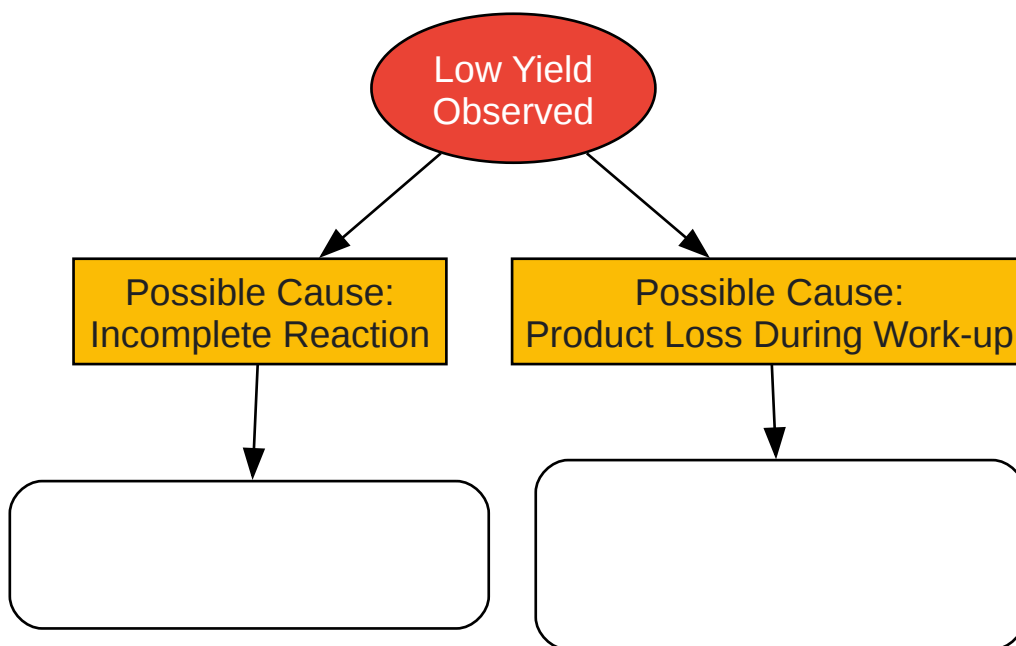 Low Yield
Observed
Possible Cause:
Incomplete Reaction
Possible Cause:
Product Loss During Work-up